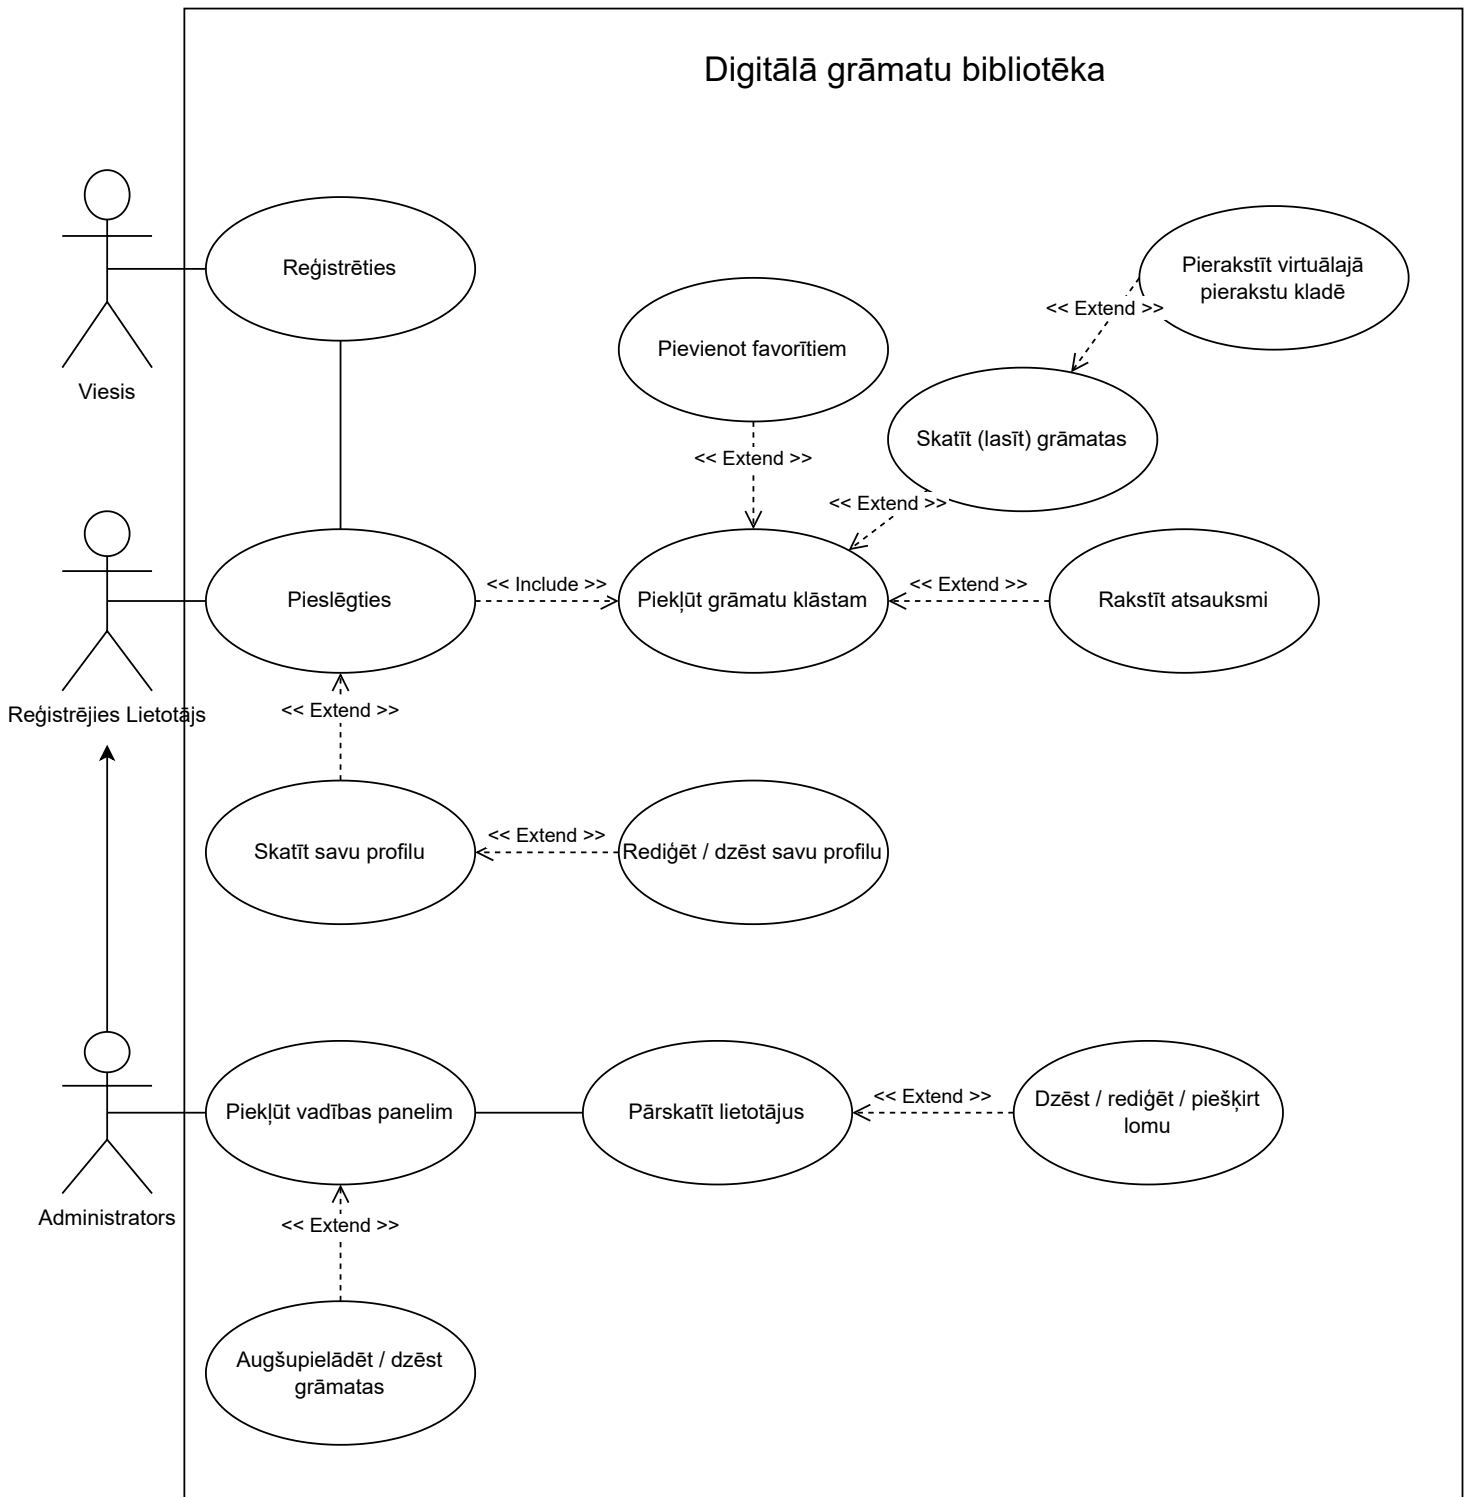 Digitālā grāmatu bibliotēka
Reģistrēties
Pierakstīt virtuālajā
pierakstu kladē
<< Extend >>
Pievienot favorītiem
Viesis
Skatīt (lasīt) grāmatas
<< Extend >>
<< Extend >>
Pieslēgties
<< Include >>
Piekļūt grāmatu klāstam
<< Extend >>
Rakstīt atsauksmi
Reģistrējies Lietotājs
<< Extend >>
Skatīt savu profilu
<< Extend >>
Rediģēt / dzēst savu profilu
Piekļūt vadības panelim
Pārskatīt lietotājus
<< Extend >>
Dzēst / rediģēt / piešķirt
lomu
Administrators
<< Extend >>
Augšupielādēt / dzēst
grāmatas